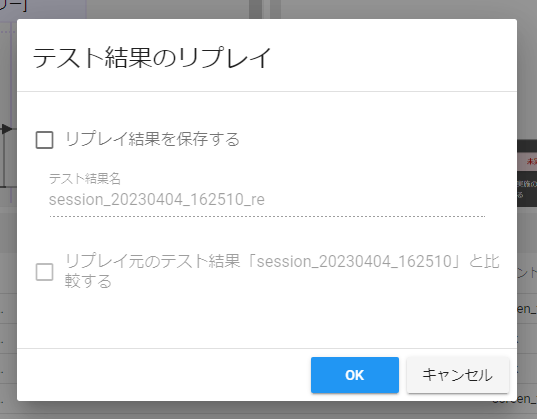 リー]
テスト結果のリプレイ
リプレイ結果を保存する
テスト結果名
session_20230404_162510_re
リプレイ元のテスト結果「session_20230404_162510」と比
較する
OK
キャンセル